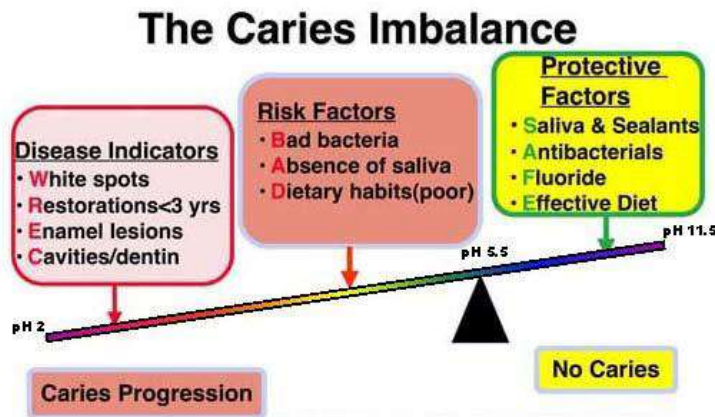 The Caries Imbalance
Disease Indicators
· White spots
· Restorations<3 yrs
· Enamel lesions
· Cavities/dentin
Risk Factors
· Bad bacteria
· Absence of saliva
· Dietary habits(poor)
Protective
Factors
· Saliva & Sealants
· Antibacterials
· Fluoride
· Effective Diet
pH 2
pH 5.5
pH 11.5
Caries Progression
No Caries